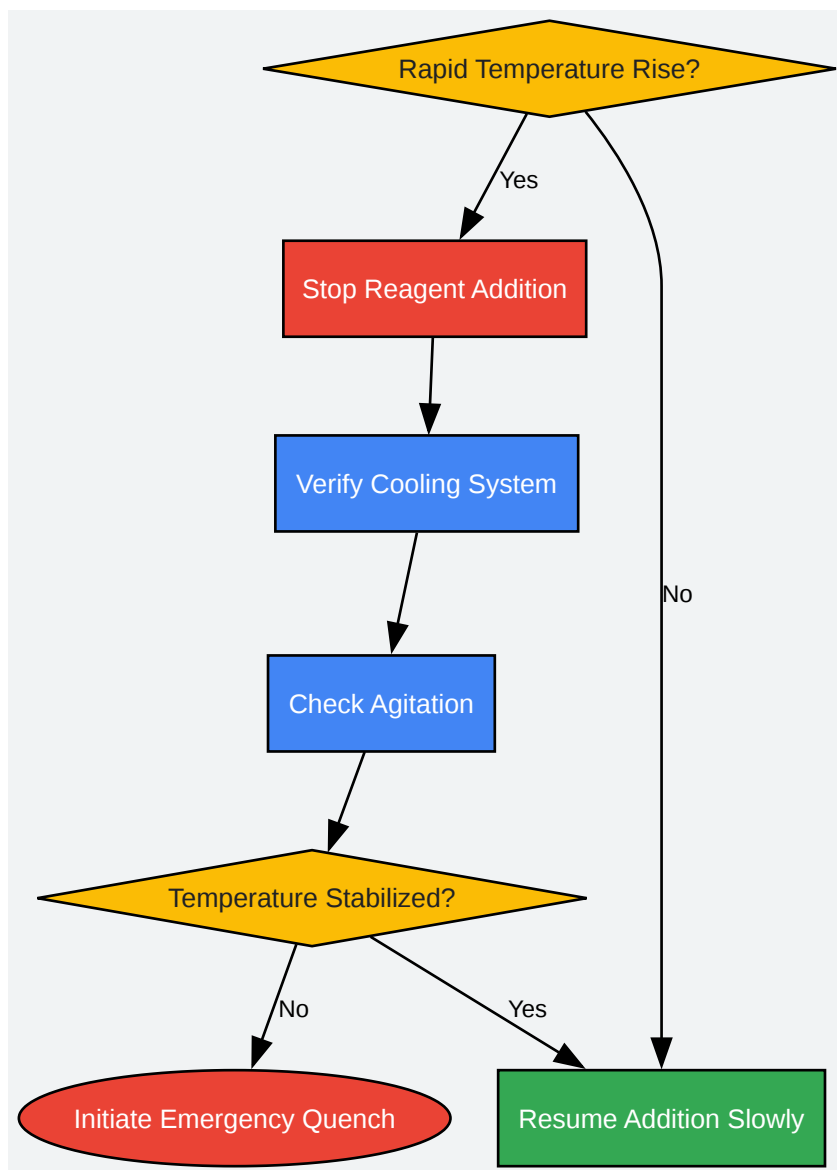 Rapid Temperature Rise?
Yes
Stop Reagent Addition
Verify Cooling System
No
Check Agitation
Temperature Stabilized?
No
Yes
Initiate Emergency Quench
Resume Addition Slowly